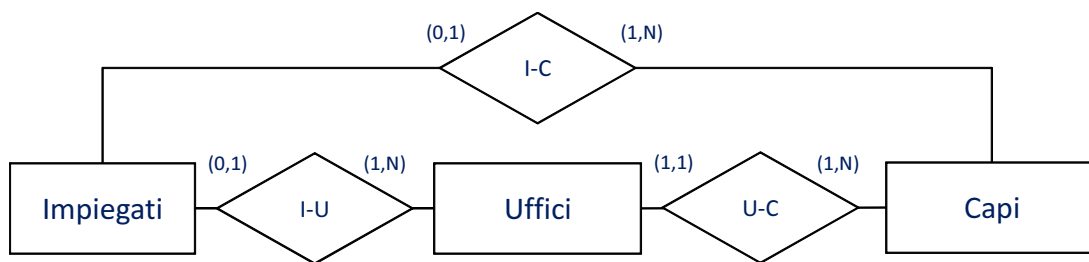 (0,1)
(1,N)
I-C
(0,1)
(1,N)
(1,1)
(1,N)
Impiegati
I-U
Uffici
U-C
Capi